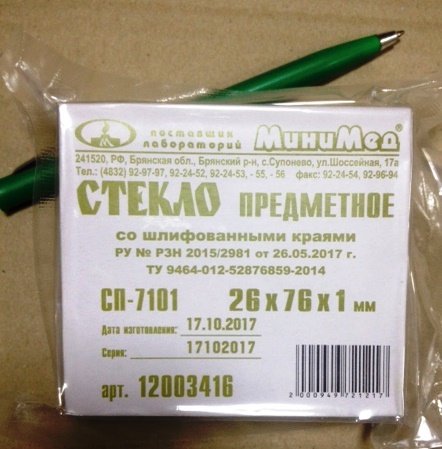 поставщик
лабораторий
МиниМед®
241520, РФ, Брянская обл., Брянский р-н, с.Супонево, ул.Шоссейная, 17а
Тел.: (4832) 92-97-97, 92-24-52, 92-24-53, - 55, - 56 факс: 92-24-54, 92-96-94
СТЕКЛО ПРЕДМЕТНОЕ
со шлифованными краями
РУ № РЗН 2015/2981 от 26.05.2017 г.
ТУ 9464-012-52876859-2014
СП-7101 26х76х1 мм
Дата изготовления: 17.10.2017
Серия: 17102017
арт. 12003416
2000949721217